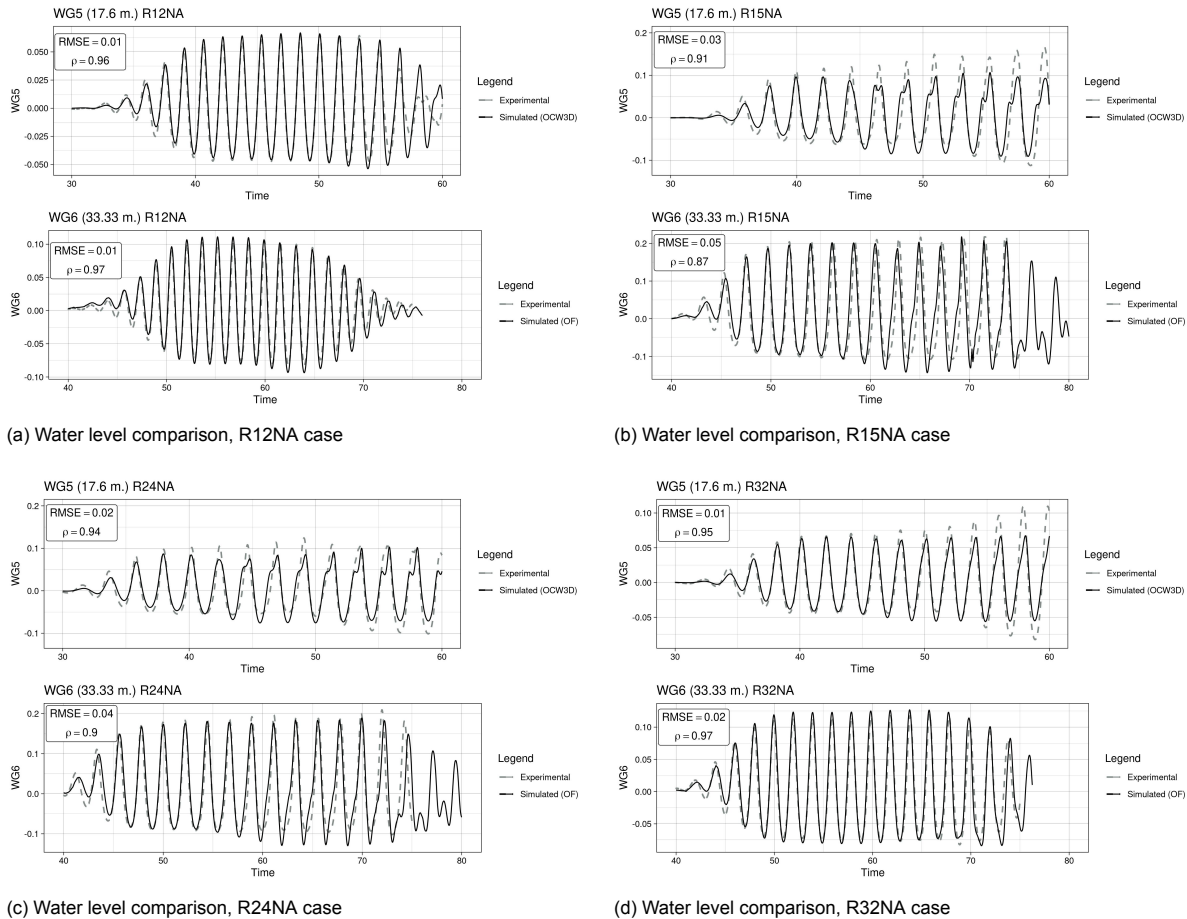 WG5 (17.6 m.) R12NA
RMSE = 0.01
ρ = 0.96
0.050
0.025
0.000
-0.025
-0.050
WG5
30
40
50
60
Time
Legend
Experimental
Simulated (OCW3D)
WG6 (33.33 m.) R12NA
RMSE = 0.01
ρ = 0.97
0.10
0.05
0.00
-0.05
-0.10
WG6
40
50
60
70
80
Time
Legend
Experimental
Simulated (OF)
(a) Water level comparison, R12NA case
WG5 (17.6 m.) R15NA
RMSE = 0.03
ρ = 0.91
0.2
0.1
0.0
-0.1
WG5
30
40
50
60
Time
Legend
Experimental
Simulated (OCW3D)
WG6 (33.33 m.) R15NA
RMSE = 0.05
ρ = 0.87
0.2
0.1
0.0
-0.1
WG6
40
50
60
70
80
Time
Legend
Experimental
Simulated (OF)
(b) Water level comparison, R15NA case
WG5 (17.6 m.) R24NA
RMSE = 0.02
ρ = 0.94
0.2
0.1
0.0
-0.1
WG5
30
40
50
60
Time
Legend
Experimental
Simulated (OCW3D)
WG6 (33.33 m.) R24NA
RMSE = 0.04
ρ = 0.9
0.2
0.1
0.0
-0.1
WG6
40
50
60
70
80
Time
Legend
Experimental
Simulated (OF)
(c) Water level comparison, R24NA case
WG5 (17.6 m.) R32NA
RMSE = 0.01
ρ = 0.95
0.10
0.05
0.00
-0.05
WG5
30
40
50
60
Time
Legend
Experimental
Simulated (OCW3D)
WG6 (33.33 m.) R32NA
RMSE = 0.02
ρ = 0.97
0.10
0.05
0.00
-0.05
WG6
40
50
60
70
80
Time
Legend
Experimental
Simulated (OF)
(d) Water level comparison, R32NA case